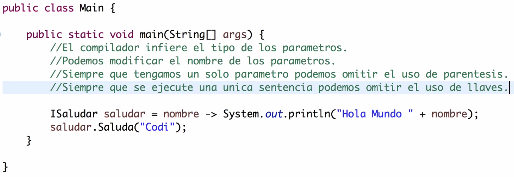 public class Main {
public static void main(String[] args) {
//El compilador infiere el tipo de los parametros.
//Podemos modificar el nombre de los parametros.
//Siempre que tengamos un solo parametro podemos omitir el uso de parentesis.
//Siempre que se ejecute una unica sentencia podemos omitir el uso de llaves.
ISaludar saludar = nombre -> System.out.println("Hola Mundo " + nombre);
saludar.Saluda("Codi");
}
}